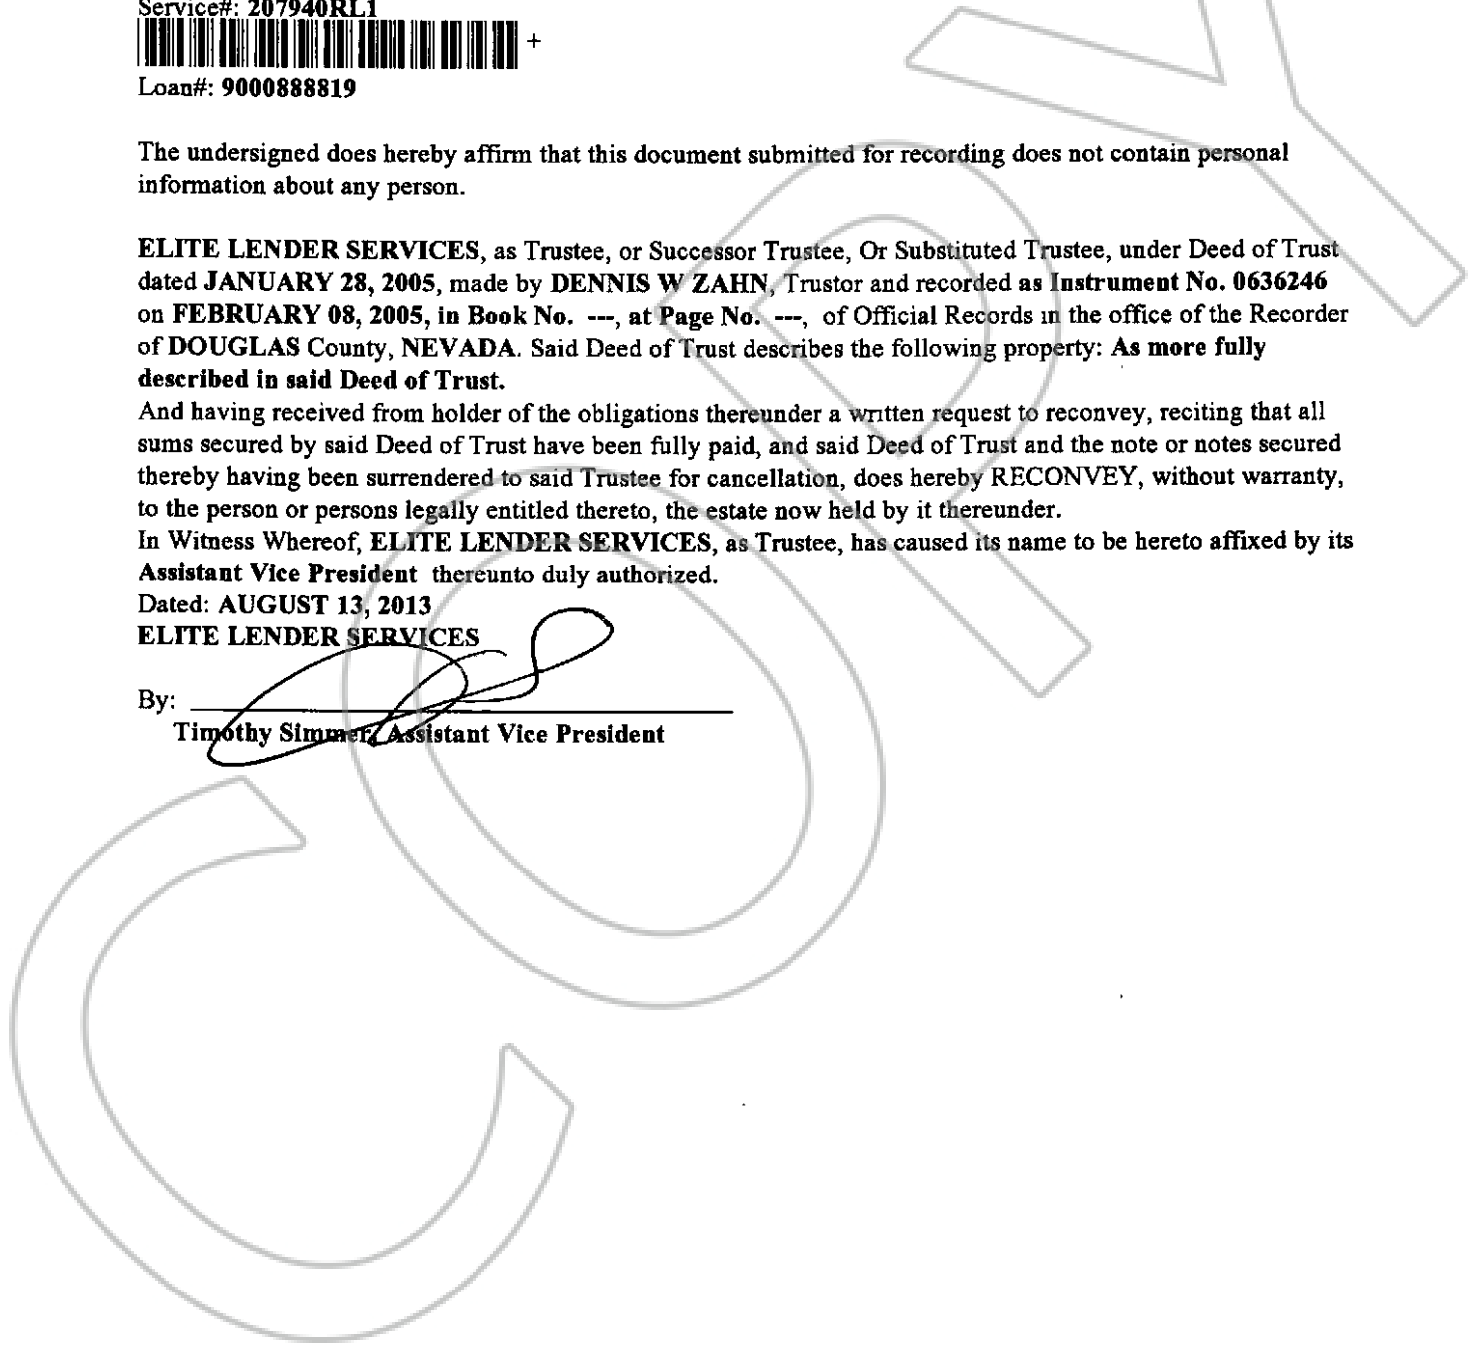 Service#: 207940RL1
+
Loan#: 9000888819
The undersigned does hereby affirm that this document submitted for recording does not contain personal
information about any person.
ELITE LENDER SERVICES, as Trustee, or Successor Trustee, Or Substituted Trustee, under Deed of Trust
dated JANUARY 28, 2005, made by DENNIS W ZAHN, Trustor and recorded as Instrument No. 0636246
on FEBRUARY 08, 2005, in Book No. ---, at Page No. ---, of Official Records in the office of the Recorder
of DOUGLAS County, NEVADA. Said Deed of Trust describes the following property: As more fully
described in said Deed of Trust.
And having received from holder of the obligations thereunder a written request to reconvey, reciting that all
sums secured by said Deed of Trust have been fully paid, and said Deed of Trust and the note or notes secured
thereby having been surrendered to said Trustee for cancellation, does hereby RECONVEY, without warranty,
to the person or persons legally entitled thereto, the estate now held by it thereunder.
In Witness Whereof, ELITE LENDER SERVICES, as Trustee, has caused its name to be hereto affixed by its
Assistant Vice President thereunto duly authorized.
Dated: AUGUST 13, 2013
ELITE LENDER SERVICES
By:
Timothy Simmer, Assistant Vice President
COPY